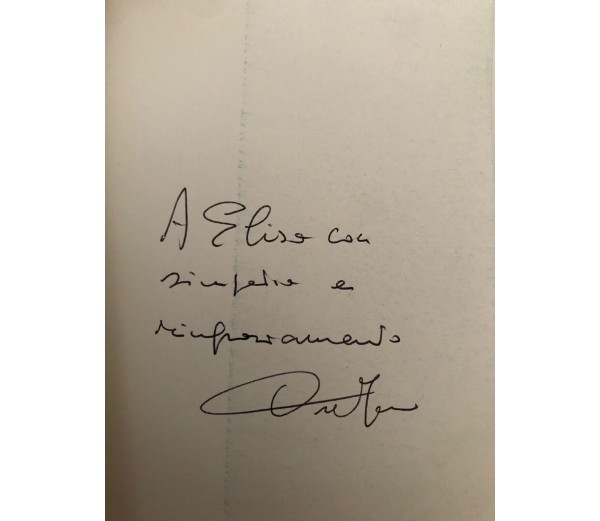 A Elisa con
simpatia e
ringraziamento